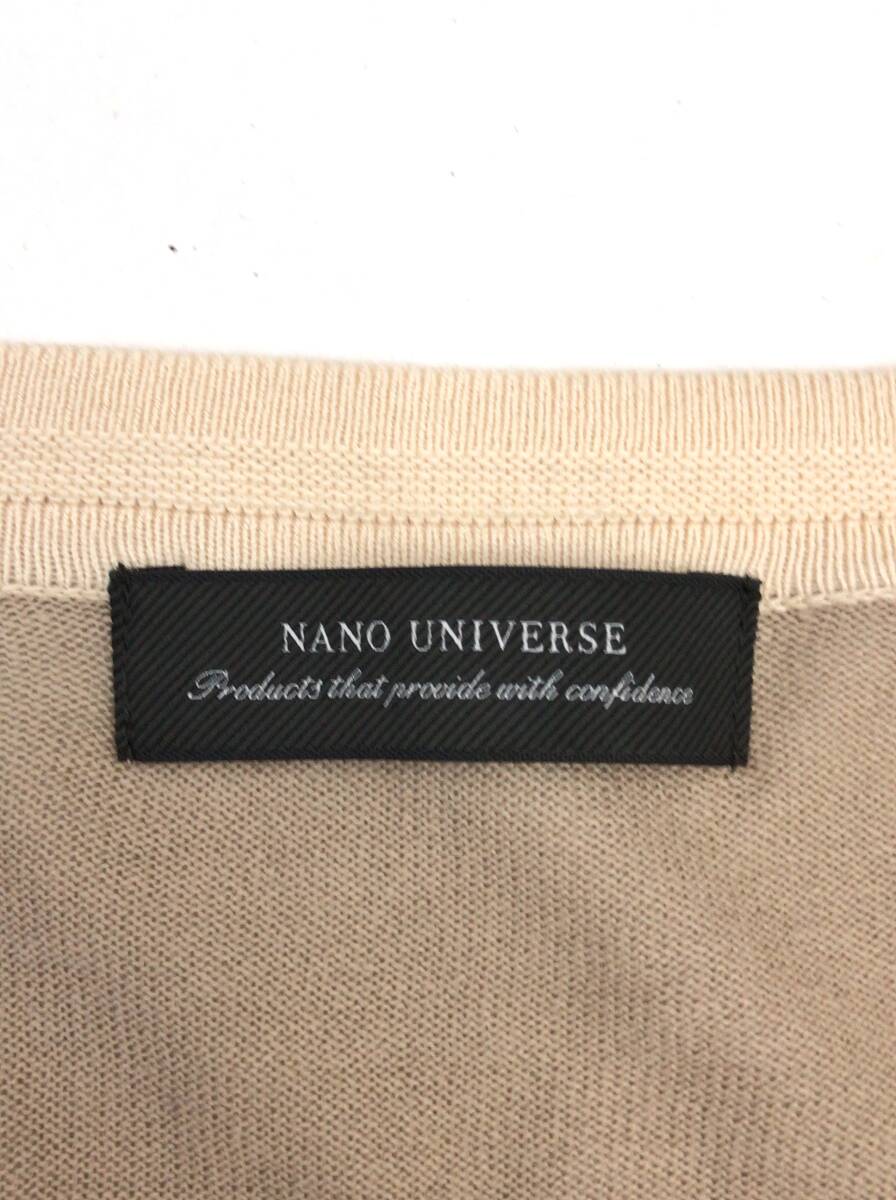 NANO UNIVERSE
Products that provide with confidence